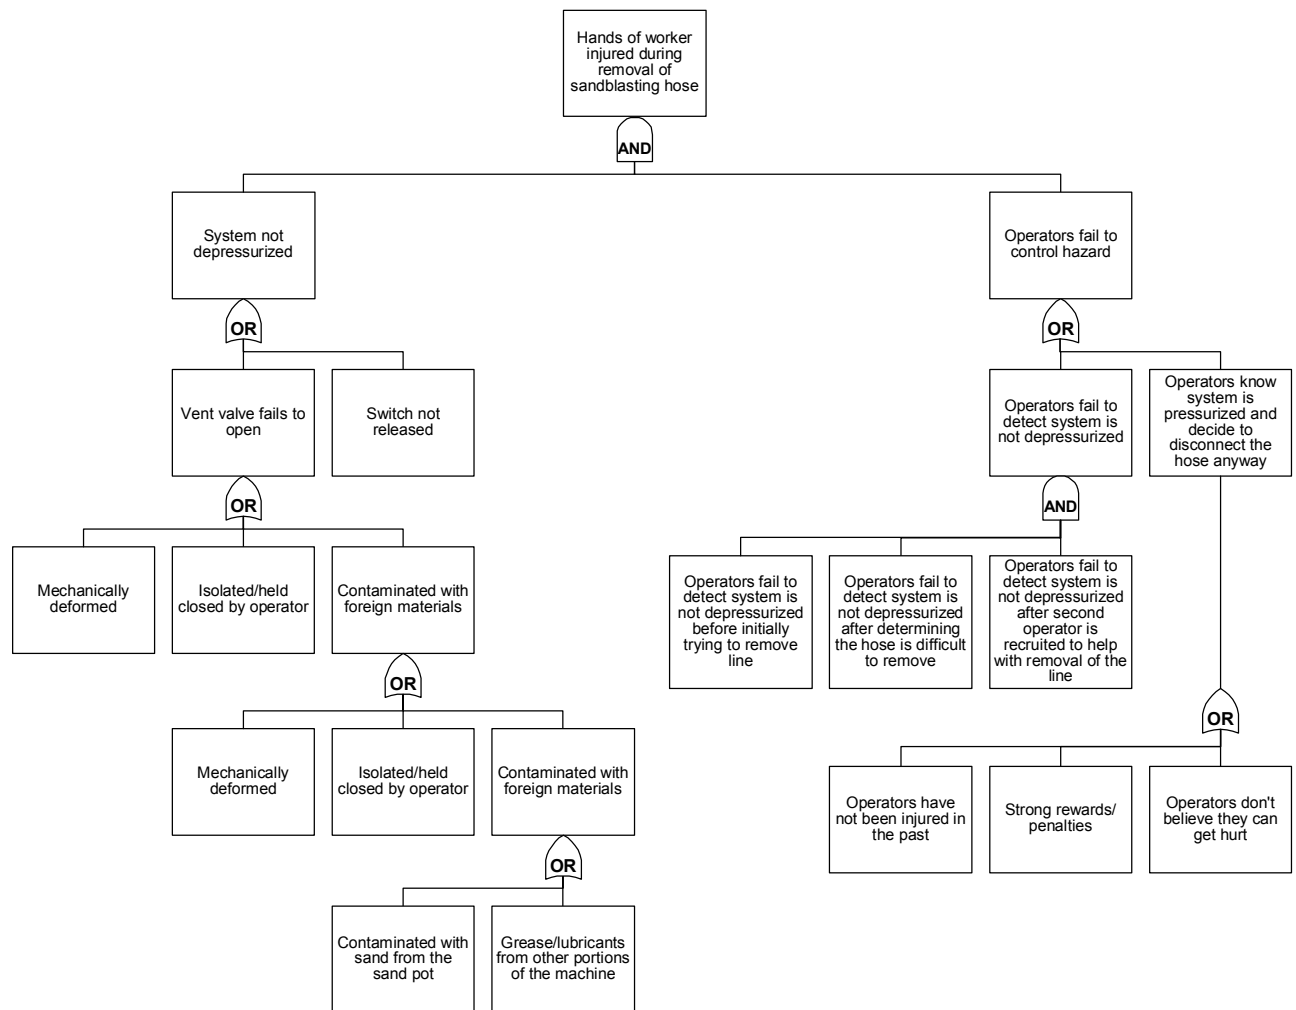 Hands of worker
injured during
removal of
sandblasting hose
AND
System not
depressurized
Operators fail to
control hazard
OR
OR
Vent valve fails to
open
Switch not
released
Operators fail to
detect system is
not depressurized
Operators know
system is
pressurized and
decide to
disconnect the
hose anyway
OR
AND
Mechanically
deformed
Isolated/held
closed by operator
Contaminated with
foreign materials
Operators fail to
detect system is
not depressurized
before initially
trying to remove
line
Operators fail to
detect system is
not depressurized
after determining
the hose is difficult
to remove
Operators fail to
detect system is
not depressurized
after second
operator is
recruited to help
with removal of the
line
OR
OR
Mechanically
deformed
Isolated/held
closed by operator
Contaminated with
foreign materials
Operators have
not been injured in
the past
Strong rewards/
penalties
Operators don't
believe they can
get hurt
OR
Contaminated with
sand from the
sand pot
Grease/lubricants
from other portions
of the machine